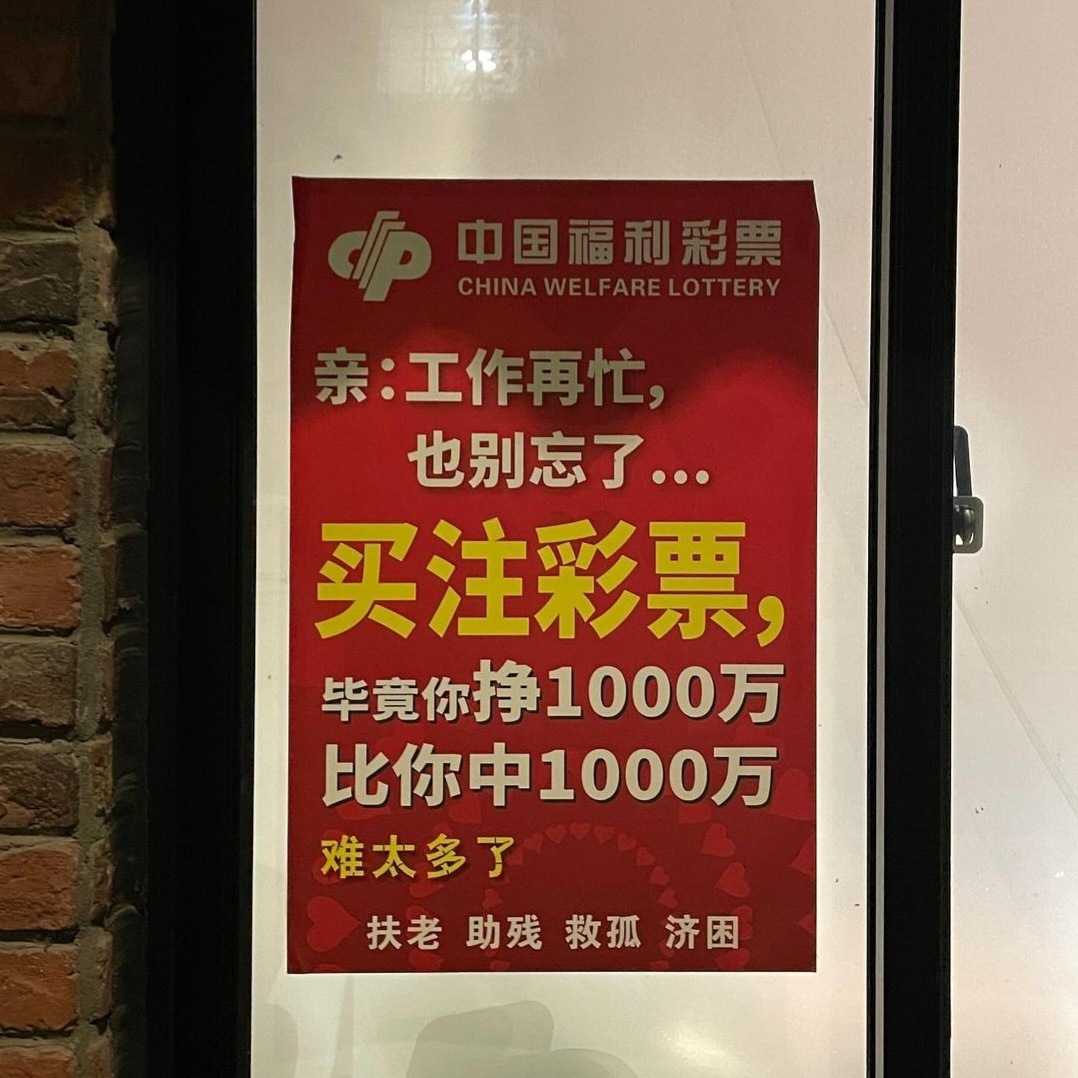 中国福利彩票
CHINA WELFARE LOTTERY
亲:工作再忙,
也别忘了...
买注彩票,
毕竟你挣1000万
比你中1000万
难太多了
扶老 助残 救孤 济困